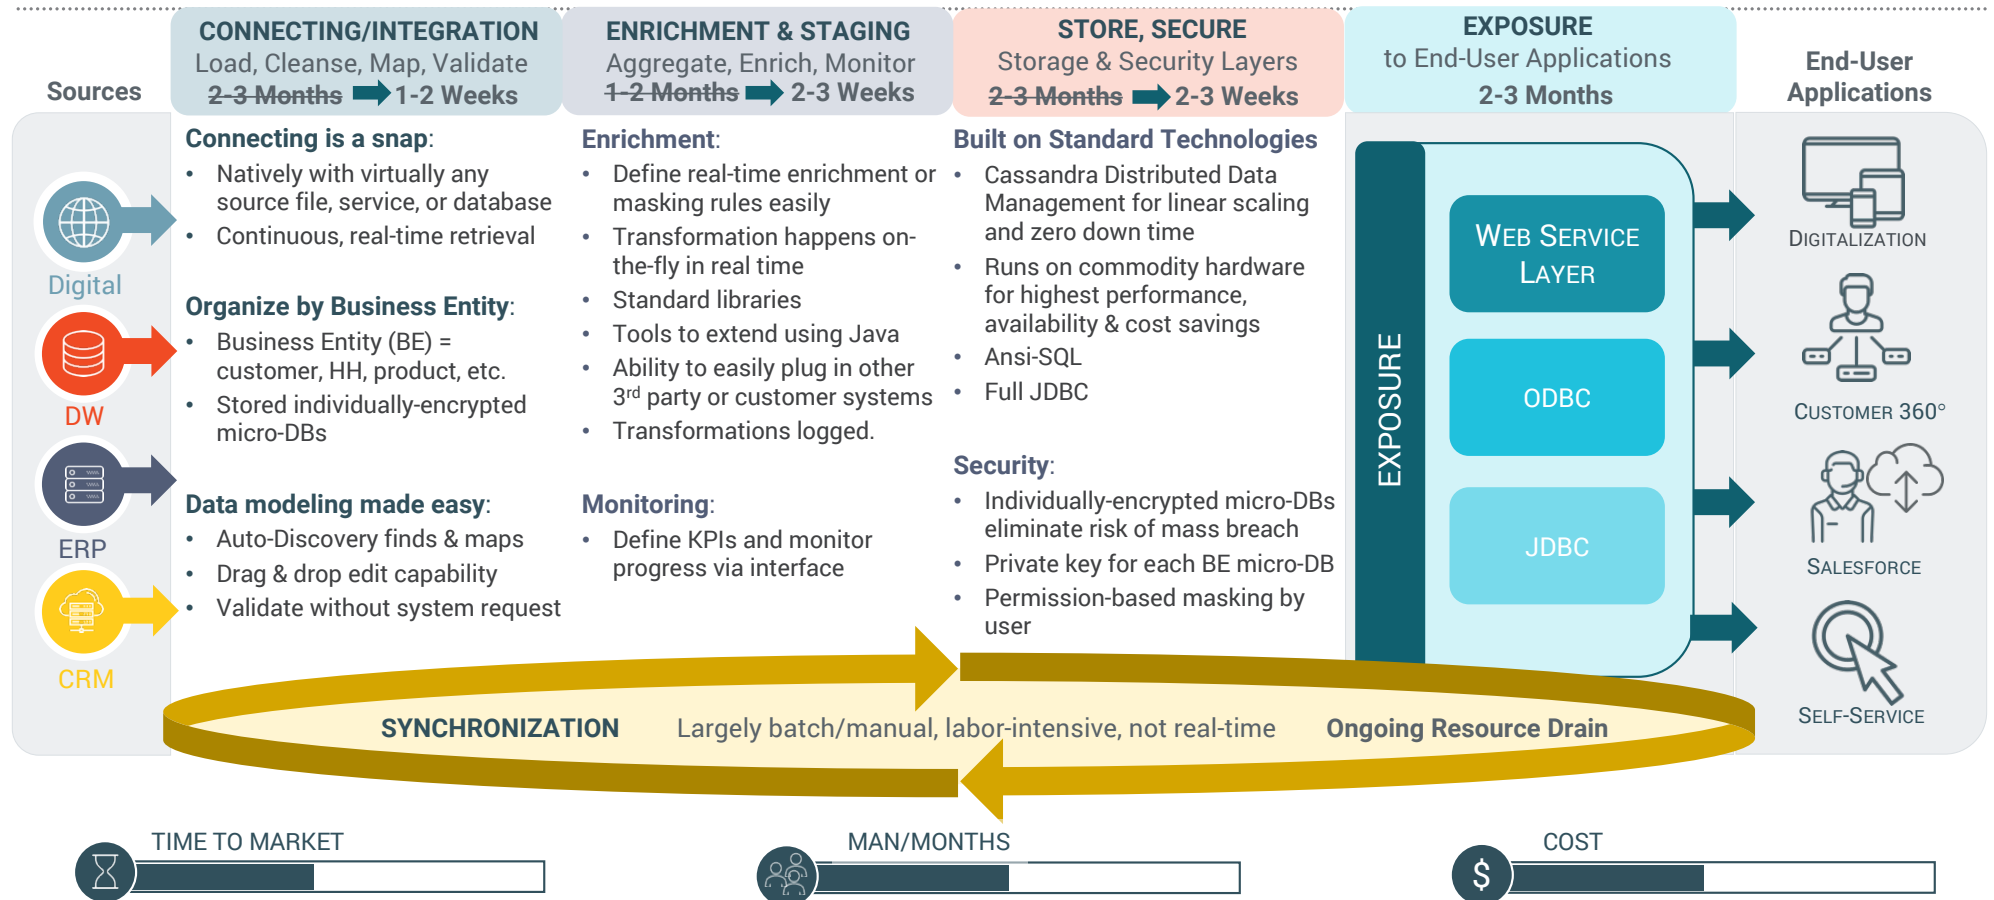 Sources
CONNECTING/INTEGRATION
Load, Cleanse, Map, Validate
2-3 Months 1-2 Weeks
ENRICHMENT & STAGING
Aggregate, Enrich, Monitor
1-2 Months 2-3 Weeks
STORE, SECURE
Storage & Security Layers
2-3 Months 2-3 Weeks
EXPOSURE
to End-User Applications
2-3 Months
End-User
Applications
Digital
DW
ERP
CRM
Connecting is a snap:
• Natively with virtually any
source file, service, or database
• Continuous, real-time retrieval
Organize by Business Entity:
• Business Entity (BE) =
customer, HH, product, etc.
• Stored individually-encrypted
micro-DBs
Data modeling made easy:
• Auto-Discovery finds & maps
• Drag & drop edit capability
• Validate without system request
Enrichment:
• Define real-time enrichment or
masking rules easily
• Transformation happens on-
the-fly in real time
• Standard libraries
• Tools to extend using Java
• Ability to easily plug in other
3rd party or customer systems
• Transformations logged.
Monitoring:
• Define KPIs and monitor
progress via interface
Built on Standard Technologies
• Cassandra Distributed Data
Management for linear scaling
and zero down time
• Runs on commodity hardware
for highest performance,
availability & cost savings
• Ansi-SQL
• Full JDBC
Security:
• Individually-encrypted micro-DBs
eliminate risk of mass breach
• Private key for each BE micro-DB
• Permission-based masking by
user
EXPOSURE
WEB SERVICE
LAYER
ODBC
JDBC
DIGITALIZATION
CUSTOMER 360°
SALESFORCE
SELF-SERVICE
SYNCHRONIZATION Largely batch/manual, labor-intensive, not real-time Ongoing Resource Drain
TIME TO MARKET
MAN/MONTHS
COST
$